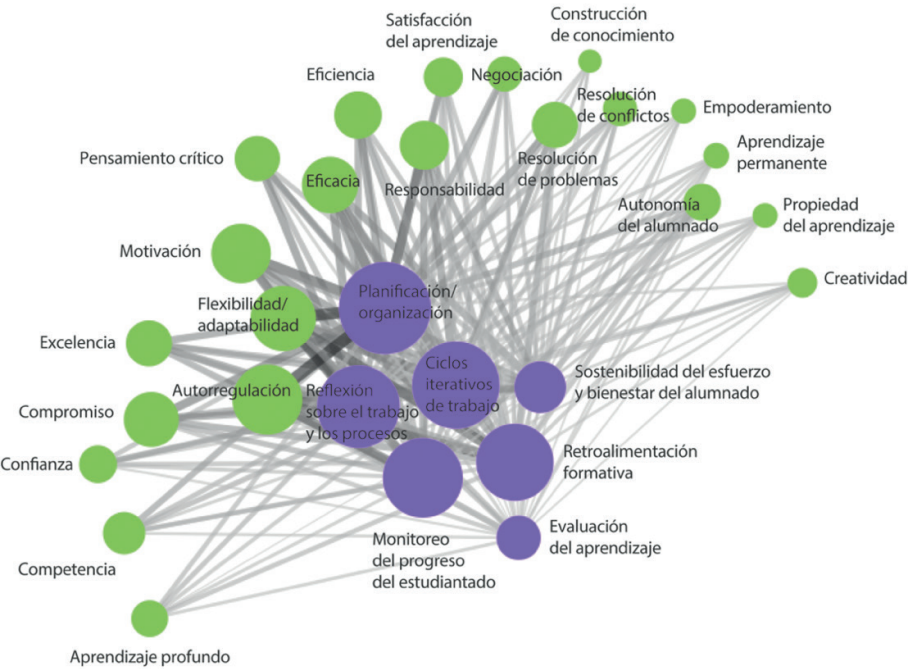 Construcción
de conocimiento
Satisfacción
del aprendizaje
Eficiencia
Negociación
Resolución
de conflictos
Empoderamiento
Pensamiento crítico
Eficacia
Responsabilidad
Resolución
de problemas
Aprendizaje
permanente
Autonomía
del alumnado
Propiedad
del aprendizaje
Motivación
Creatividad
Flexibilidad/
adaptabilidad
Planificación/
organización
Excelencia
Ciclos
iterativos
de trabajo
Sostenibilidad del esfuerzo
y bienestar del alumnado
Autorregulación
Reflexión
sobre el trabajo
y los procesos
Compromiso
Confianza
Retroalimentación
formativa
Monitoreo
del progreso
del estudiantado
Evaluación
del aprendizaje
Competencia
Aprendizaje profundo